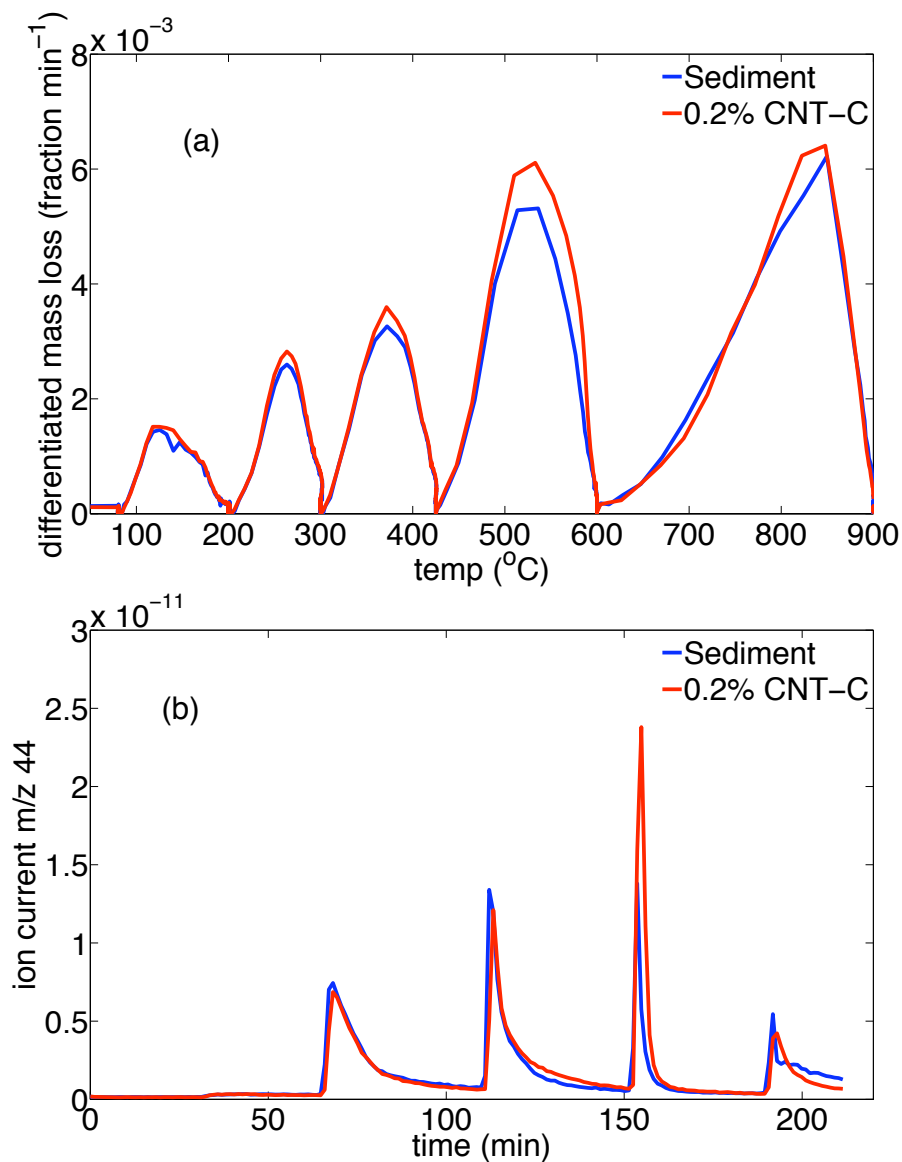 8 × 10⁻³
Sediment
0.2% CNT−C
(a)
6
4
2
0
differentiated mass loss (fraction min⁻¹)
100 200 300 400 500 600 700 800 900
temp (°C)
3 × 10⁻¹¹
Sediment
0.2% CNT−C
(b)
2.5
2
1.5
1
0.5
0
ion current m/z 44
0 50 100 150 200
time (min)